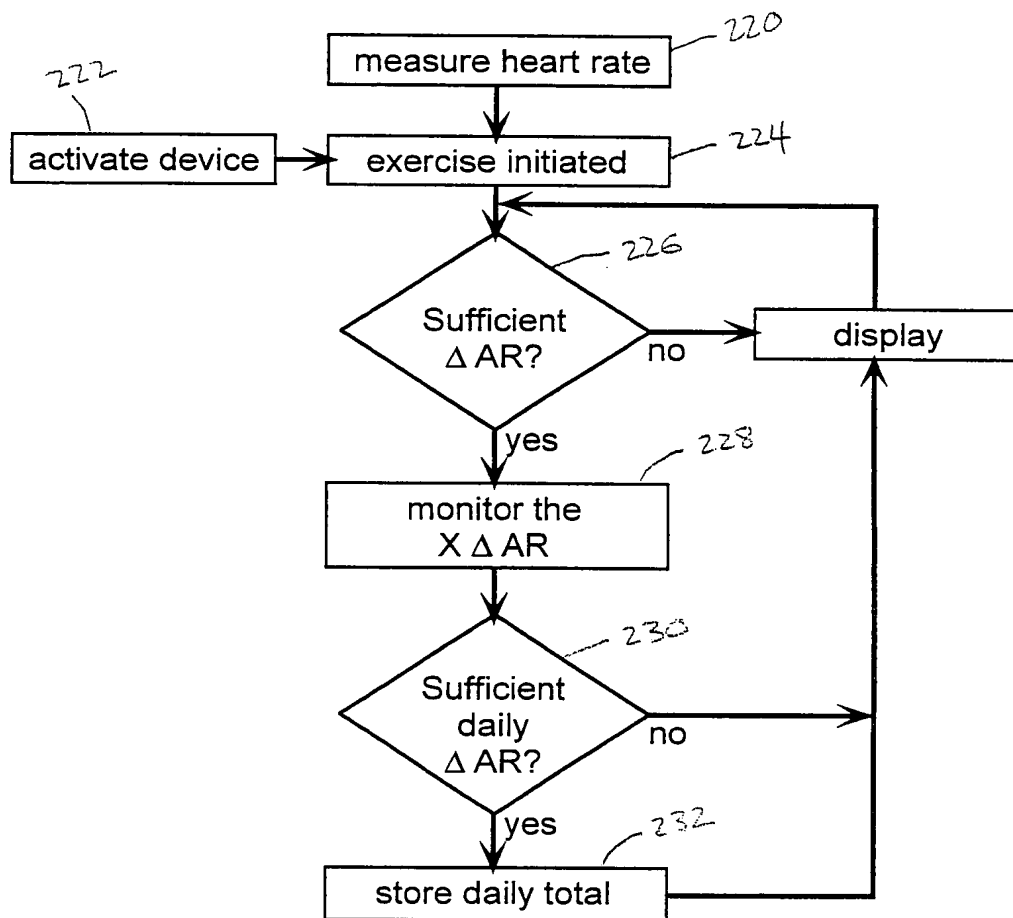 220
measure heart rate
222
224
activate device
exercise initiated
226
Sufficient
Δ AR?
no
display
yes
228
monitor the
X Δ AR
230
Sufficient
daily
Δ AR?
no
yes
232
store daily total